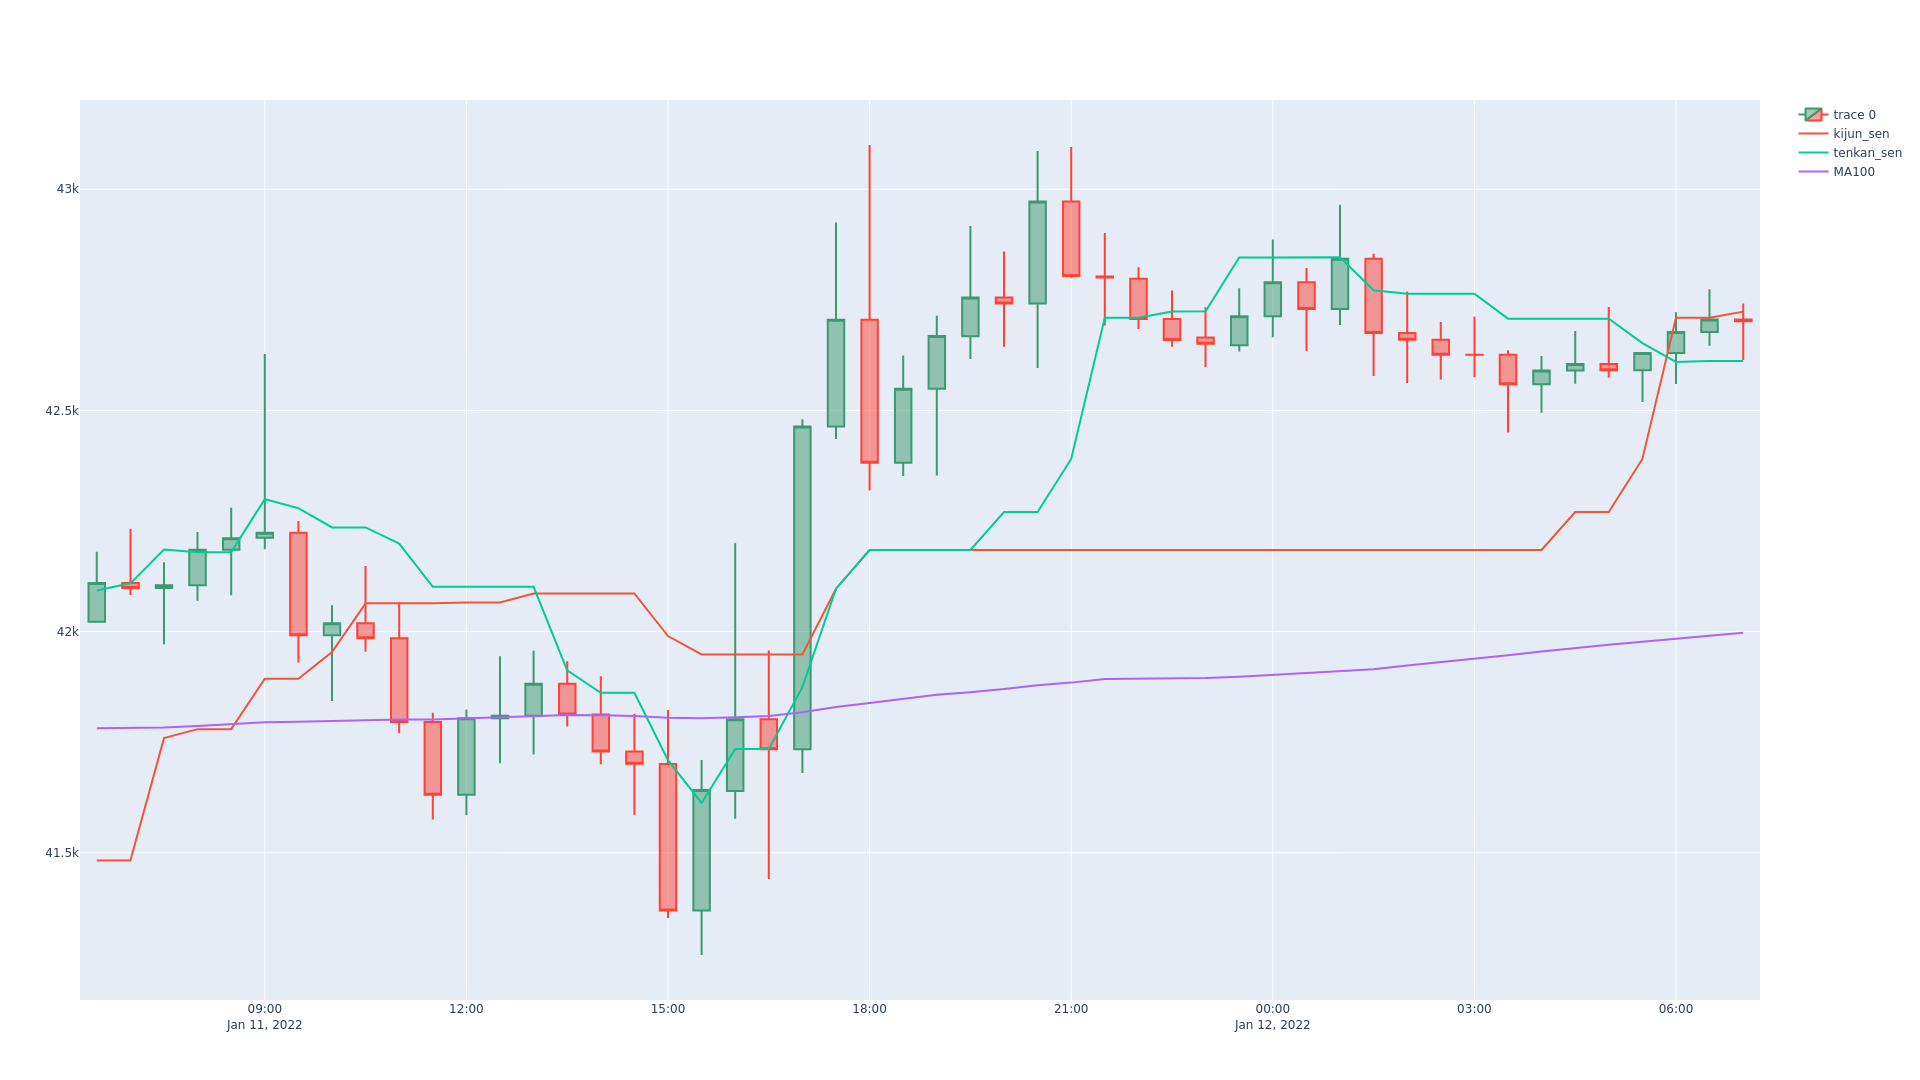 trace 0
kijun_sen
tenkan_sen
MA100
43k
42.5k
42k
41.5k
09:00 12:00 15:00 18:00 21:00 00:00 03:00 06:00
Jan 11, 2022 Jan 12, 2022